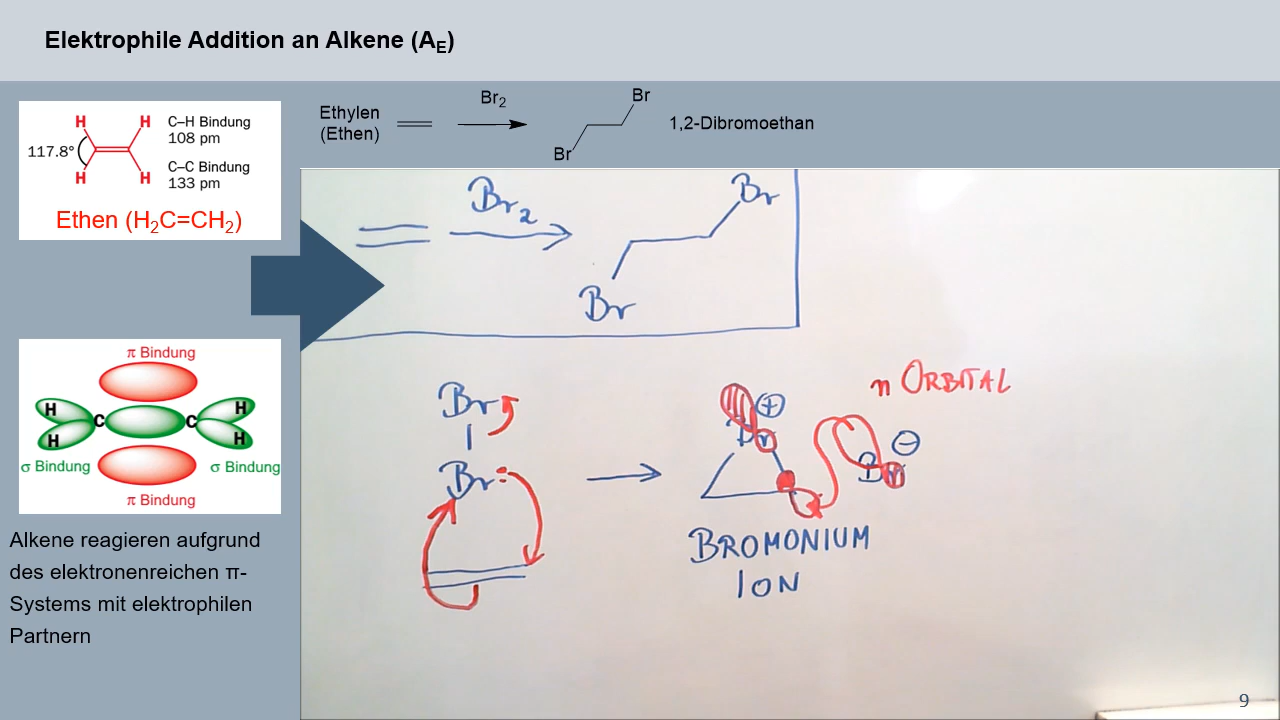 Elektrophile Addition an Alkene (A_E)
H H
117.8°
H H
C–H Bindung
108 pm
C–C Bindung
133 pm
Ethen (H₂C=CH₂)
Ethylen
(Ethen)
Br₂
Br
Br
1,2-Dibromoethan
π Bindung
H H
C C
H H
σ Bindung σ Bindung
π Bindung
Alkene reagieren aufgrund
des elektronenreichen π-
Systems mit elektrophilen
Partnern
Br₂
Br
Br
Br
Br:
n ORBITAL
⊕
Br
⊖
Br
BROMONIUM
ION
9